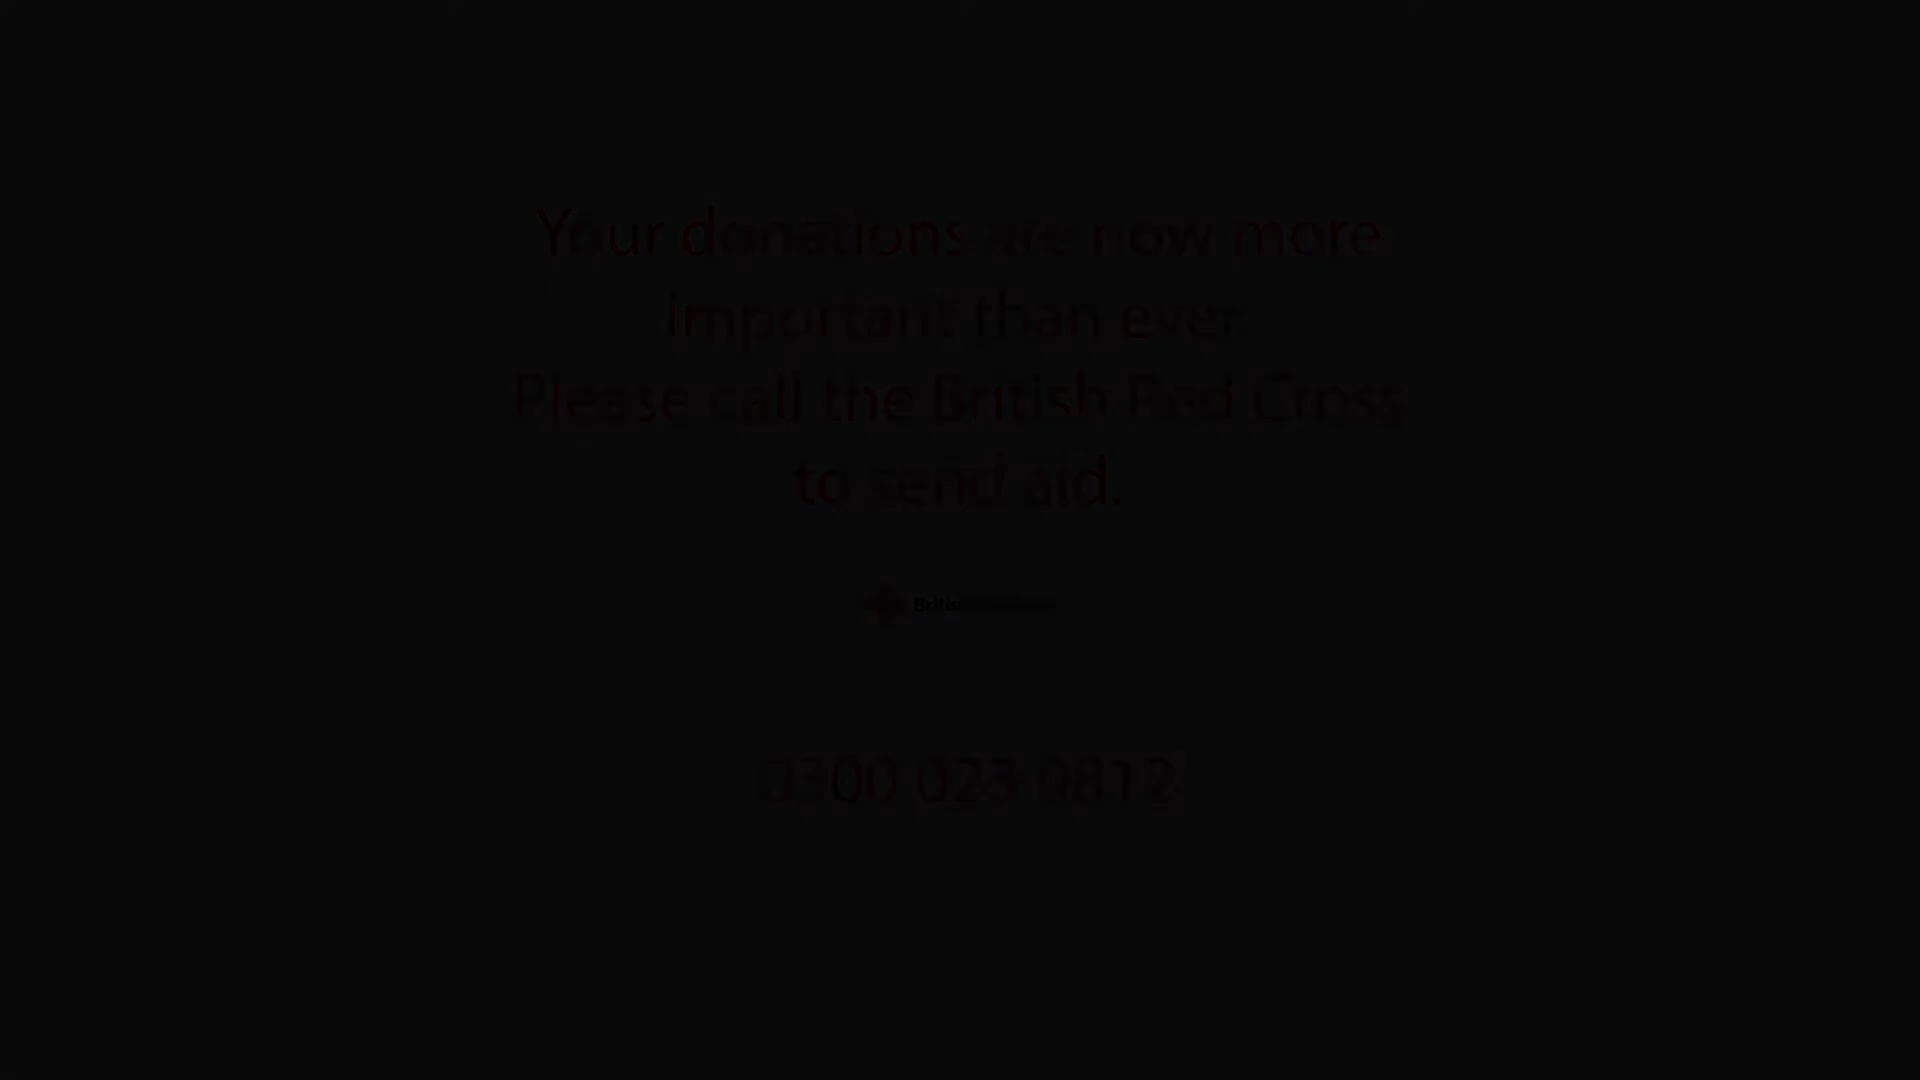 Your donations are now more
important than ever
Please call the British Red Cross
to send aid.
British
0300 023 0812